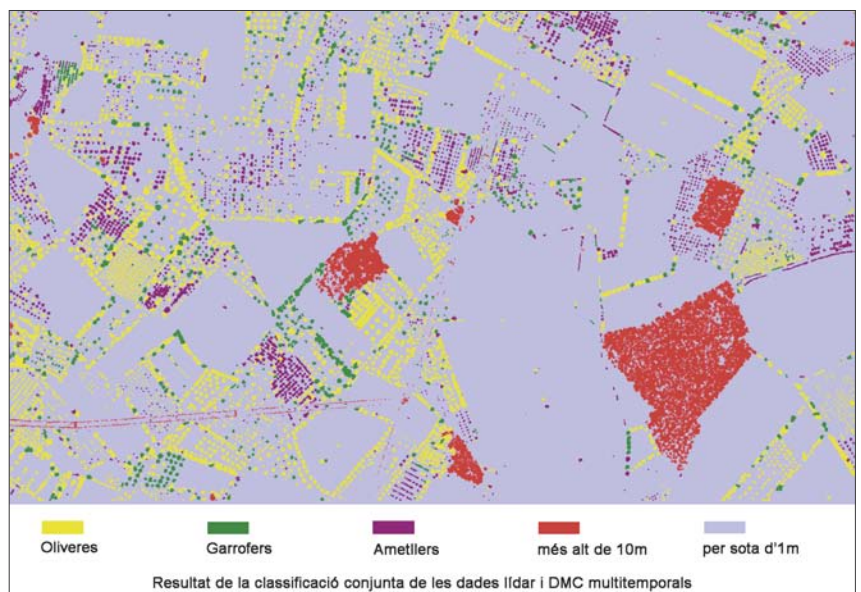 Oliveres Garrofers Ametllers més alt de 10m per sota d'1m
Resultat de la classificació conjunta de les dades lídar i DMC multitemporals